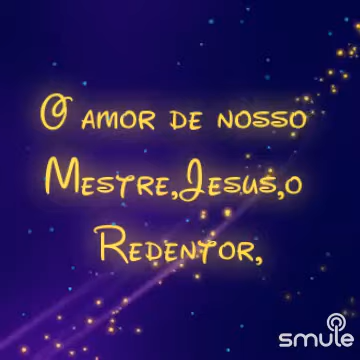 O amor de nosso
Mestre,Jesus,o
Redentor,
smule